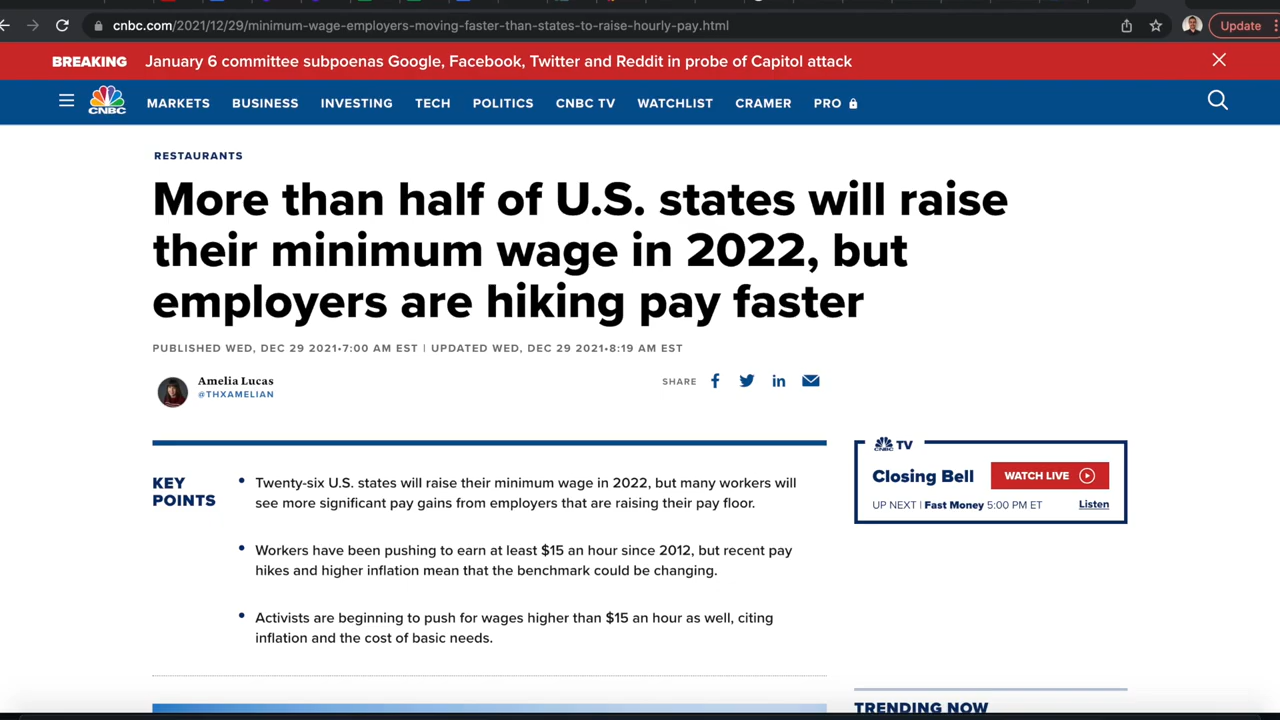 cnbc.com/2021/12/29/minimum-wage-employers-moving-faster-than-states-to-raise-hourly-pay.html
Update
BREAKING January 6 committee subpoenas Google, Facebook, Twitter and Reddit in probe of Capitol attack
CNBC MARKETS BUSINESS INVESTING TECH POLITICS CNBC TV WATCHLIST CRAMER PRO
RESTAURANTS
More than half of U.S. states will raise
their minimum wage in 2022, but
employers are hiking pay faster
PUBLISHED WED, DEC 29 2021•7:00 AM EST | UPDATED WED, DEC 29 2021•8:19 AM EST
Amelia Lucas
@THXAMELIAN
SHARE
KEY
POINTS
• Twenty-six U.S. states will raise their minimum wage in 2022, but many workers will
see more significant pay gains from employers that are raising their pay floor.
• Workers have been pushing to earn at least $15 an hour since 2012, but recent pay
hikes and higher inflation mean that the benchmark could be changing.
• Activists are beginning to push for wages higher than $15 an hour as well, citing
inflation and the cost of basic needs.
CNBC TV
Closing Bell WATCH LIVE
UP NEXT | Fast Money 5:00 PM ET Listen
TRENDING NOW